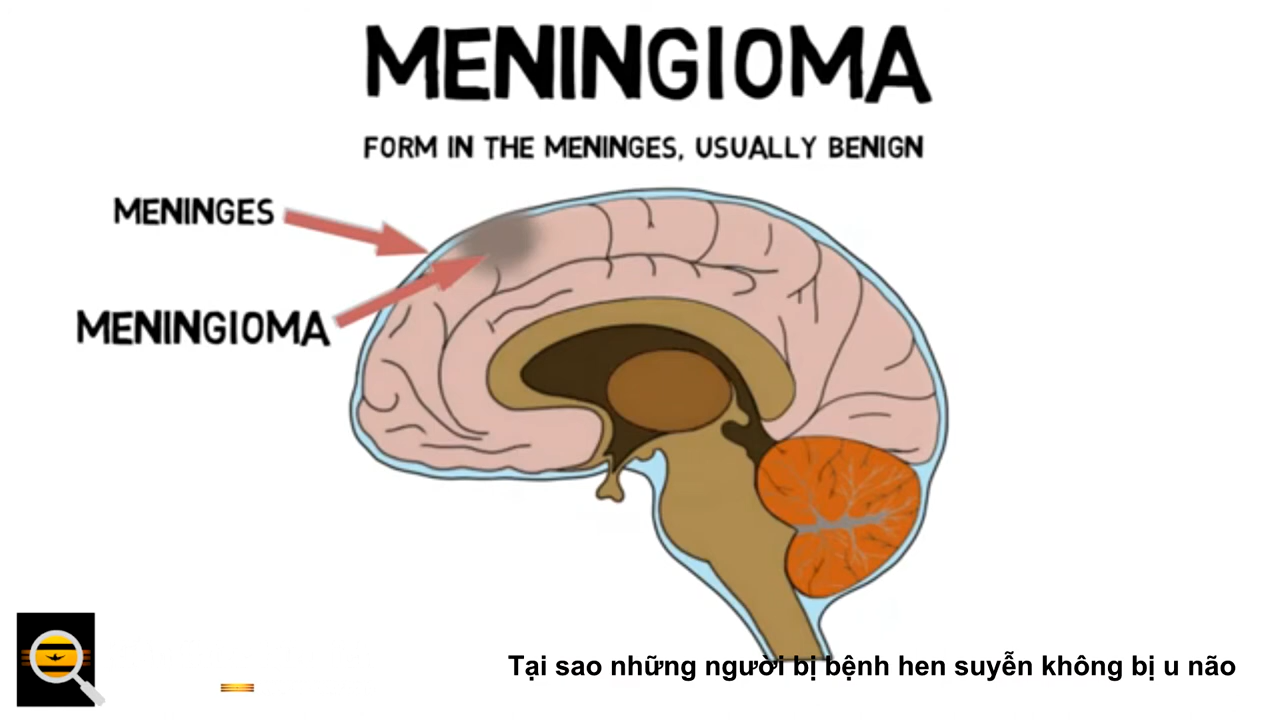 MENINGIOMA
FORM IN THE MENINGES, USUALLY BENIGN
MENINGES
MENINGIOMA
Tại sao những người bị bệnh hen suyễn không bị u não